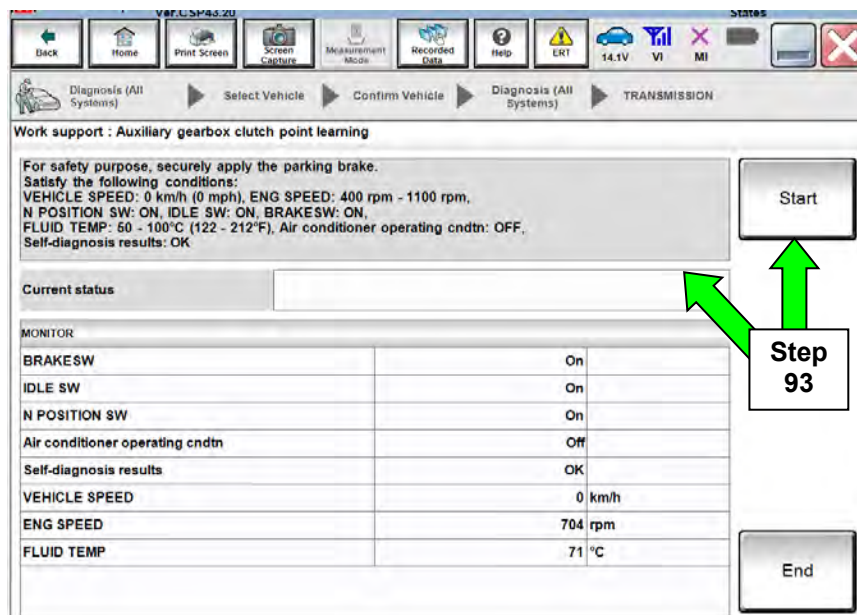 Ver.CSP43.20
States
Back
Home
Print Screen
Screen
Capture
Measurement
Mode
Recorded
Data
Help
ERT
14.1V
VI
MI
Diagnosis (All
Systems)
Select Vehicle
Confirm Vehicle
Diagnosis (All
Systems)
TRANSMISSION
Work support : Auxiliary gearbox clutch point learning
For safety purpose, securely apply the parking brake.
Satisfy the following conditions:
VEHICLE SPEED: 0 km/h (0 mph), ENG SPEED: 400 rpm - 1100 rpm,
N POSITION SW: ON, IDLE SW: ON, BRAKESW: ON,
FLUID TEMP: 50 - 100°C (122 - 212°F), Air conditioner operating cndtn: OFF,
Self-diagnosis results: OK
Start
Current status
Step
93
MONITOR
BRAKESW On
IDLE SW On
N POSITION SW On
Air conditioner operating cndtn Off
Self-diagnosis results OK
VEHICLE SPEED 0 km/h
ENG SPEED 704 rpm
FLUID TEMP 71 °C
End